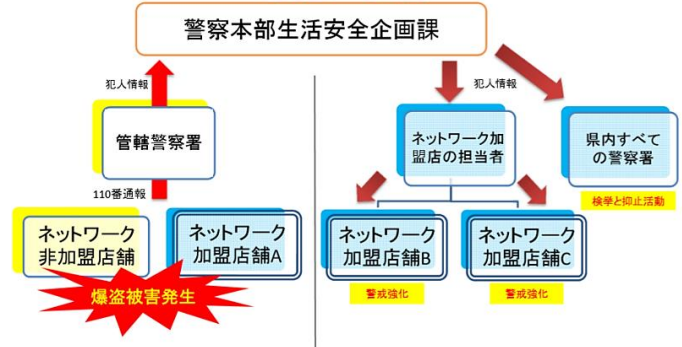 警察本部生活安全企画課
犯人情報
犯人情報
管轄警察署
ネットワーク加
盟店の担当者
県内すべて
の警察署
110番通報
検挙と抑止活動
ネットワーク
非加盟店舗
ネットワーク
加盟店舗A
ネットワーク
加盟店舗B
ネットワーク
加盟店舗C
爆盗被害発生
警戒強化
警戒強化